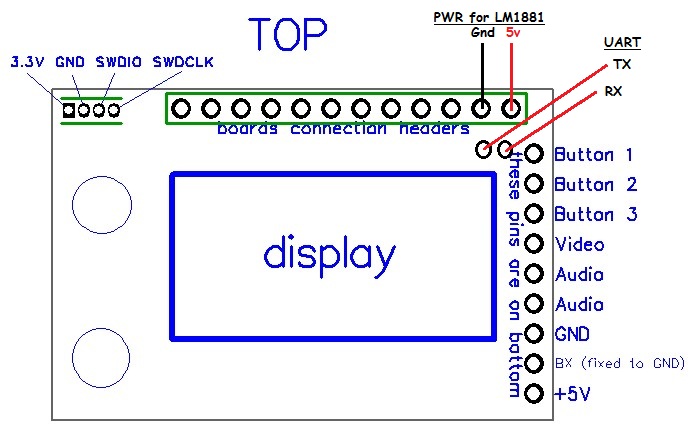 TOP
PWR for LM1881
Gnd 5v
UART
TX
RX
3.3V GND SWDIO SWDCLK
boards connection headers
these pins are on bottom
display
Button 1
Button 2
Button 3
Video
Audio
Audio
GND
BX (fixed to GND)
+5V